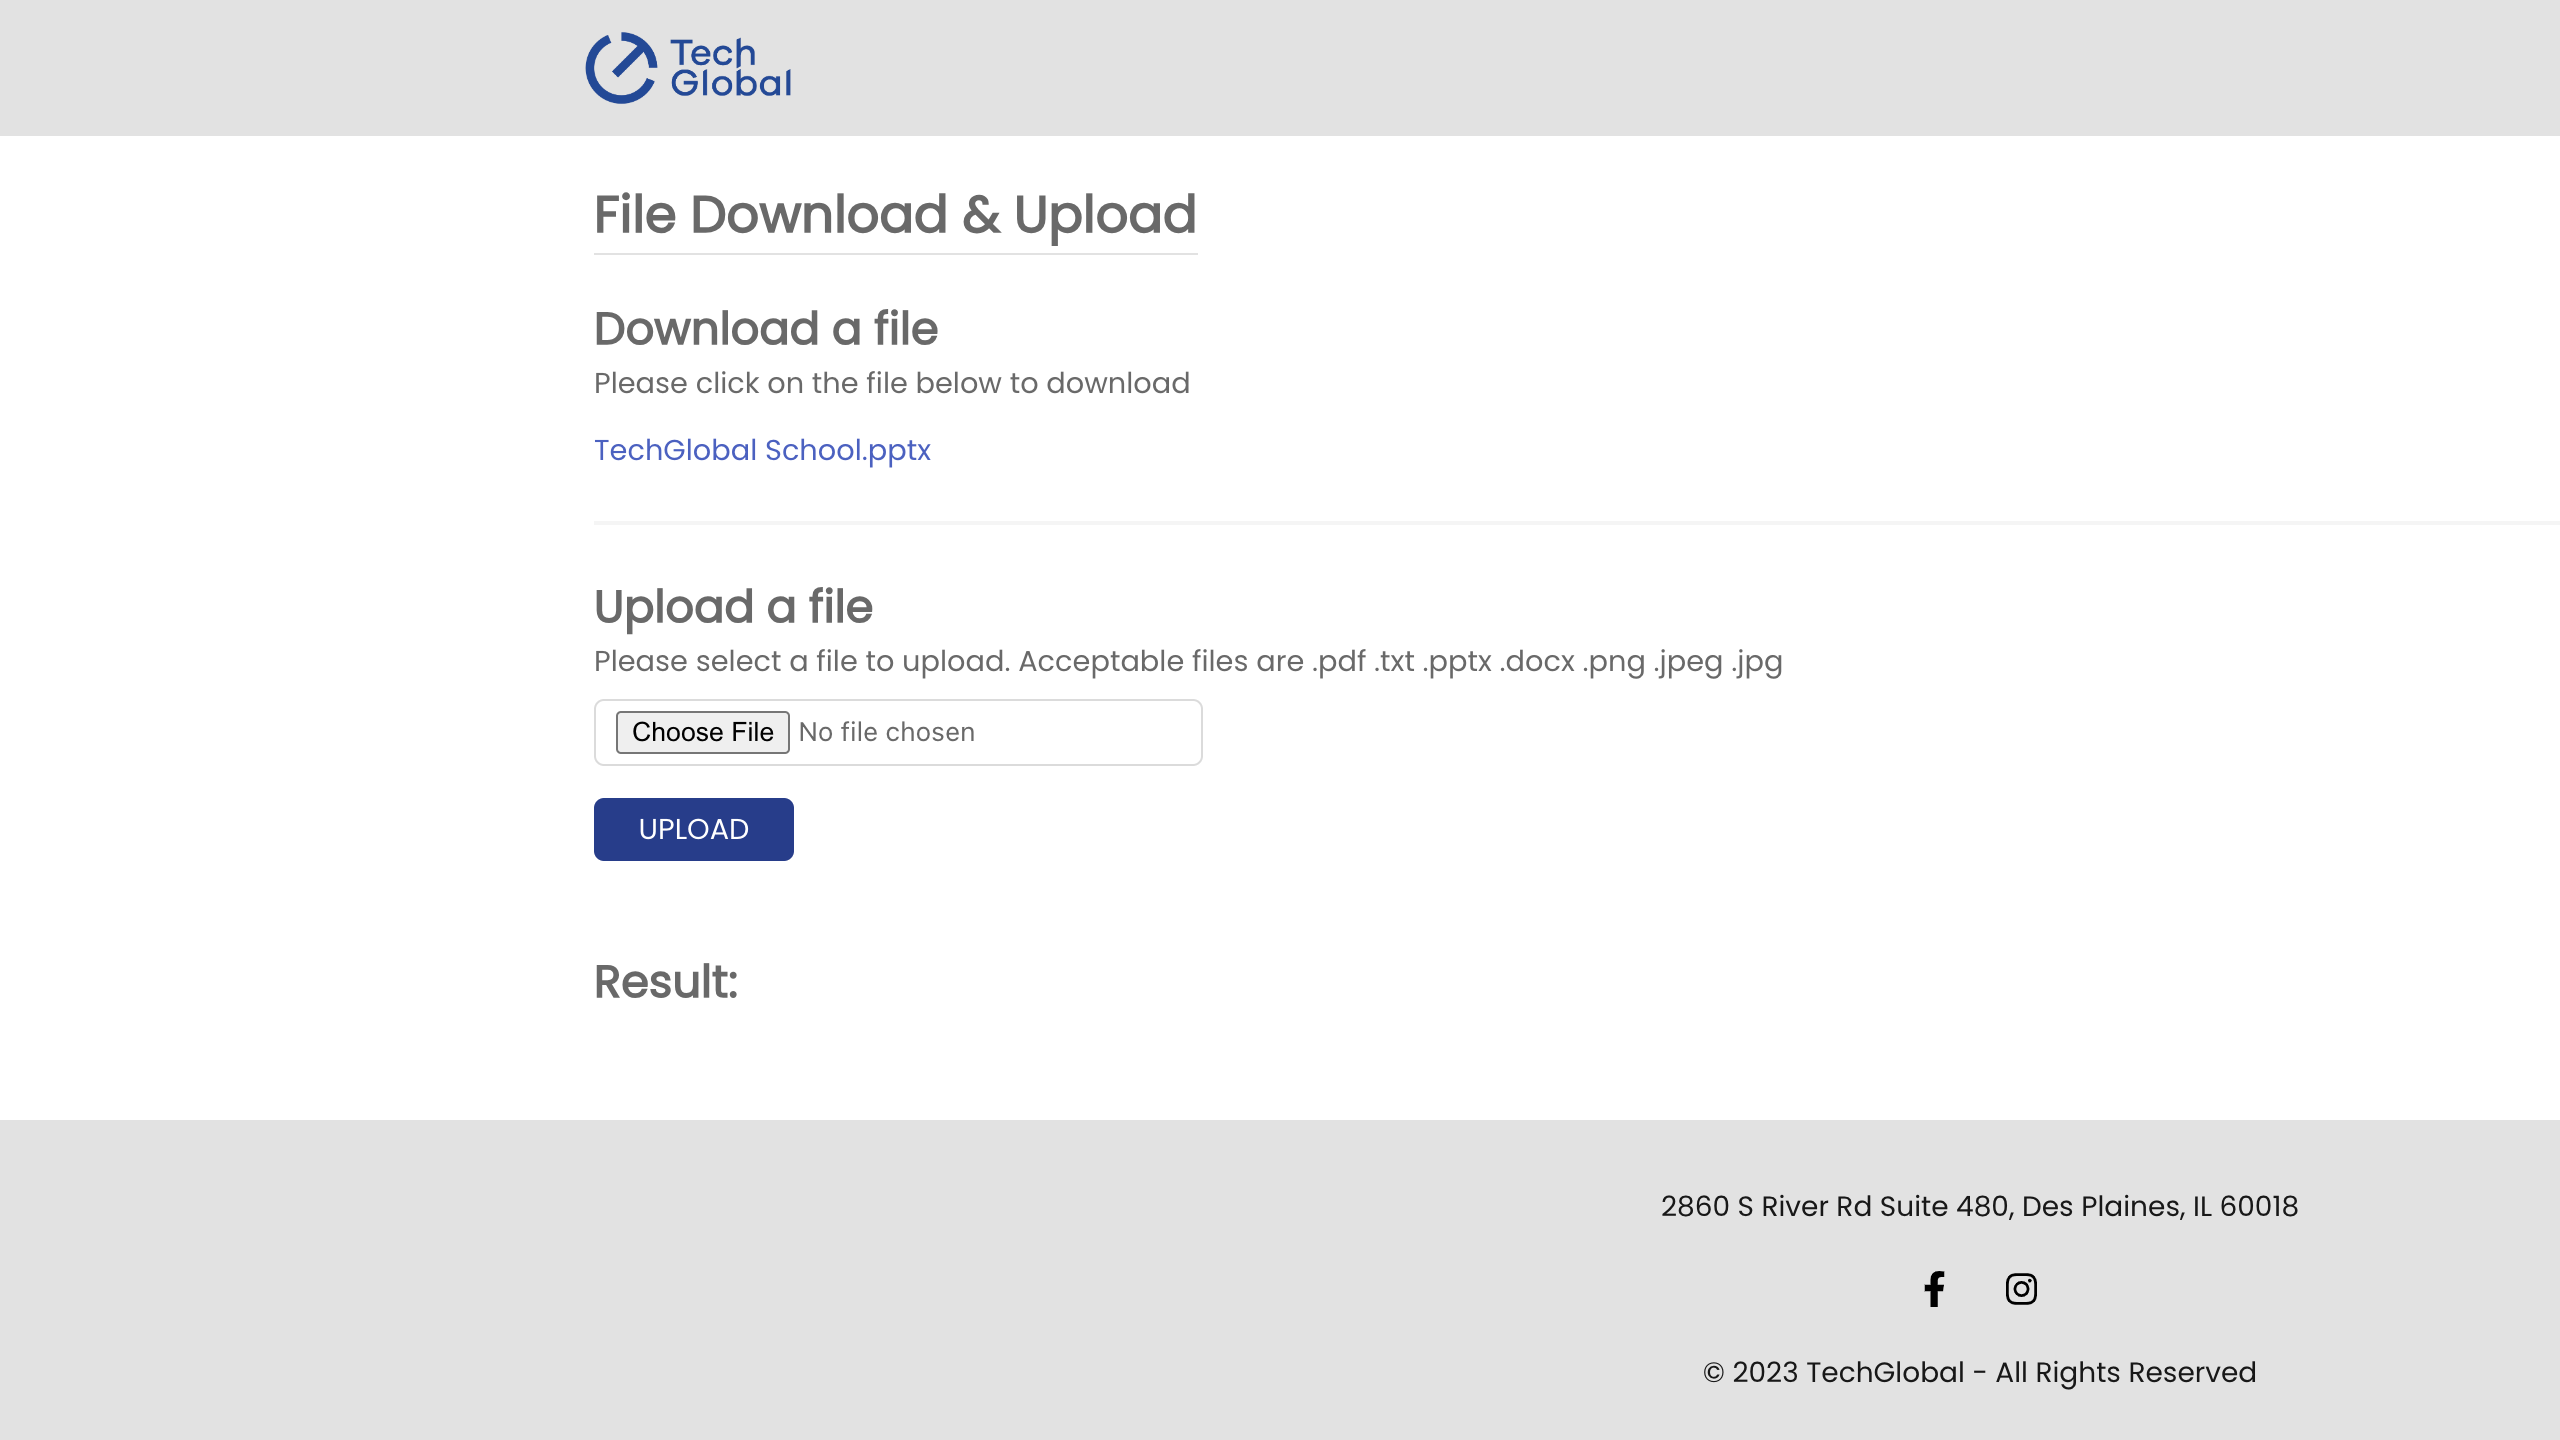 Tech
Global
File Download & Upload
Download a file
Please click on the file below to download
TechGlobal School.pptx
Upload a file
Please select a file to upload. Acceptable files are .pdf .txt .pptx .docx .png .jpeg .jpg
Choose File No file chosen
UPLOAD
Result:
2860 S River Rd Suite 480, Des Plaines, IL 60018
© 2023 TechGlobal - All Rights Reserved